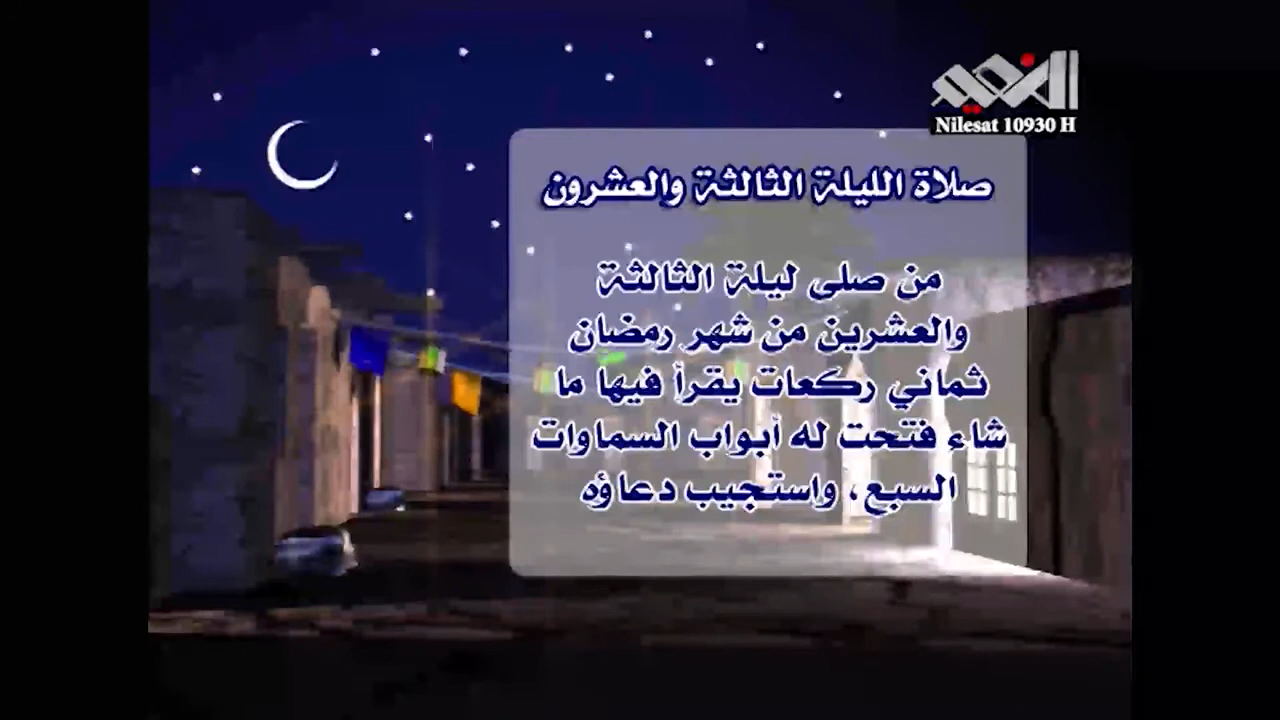 الغدير
Nilesat 10930 H
صلاة الليلة الثالثة والعشرون
من صلى ليلة الثالثة
والعشرين من شهر رمضان
ثماني ركعات يقرأ فيها ما
شاء فتحت له أبواب السماوات
السبع، واستجيب دعاؤه